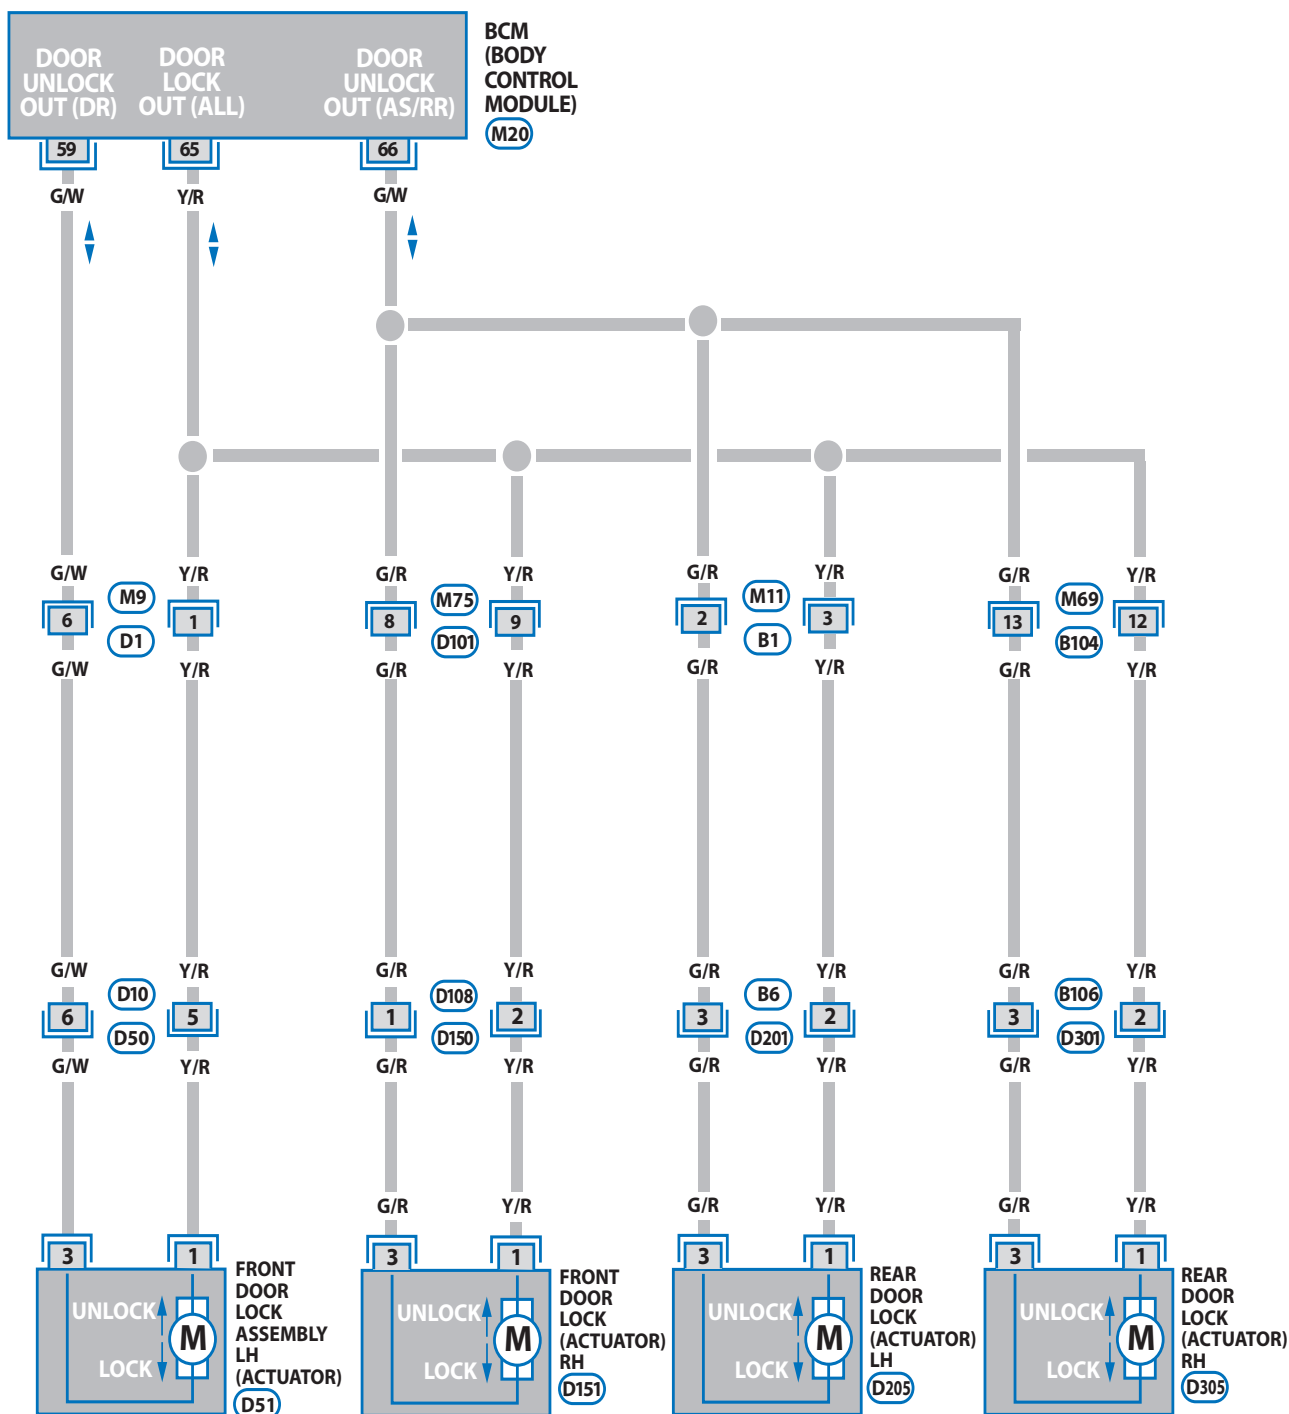 DOOR
UNLOCK
OUT (DR)
DOOR
LOCK
OUT (ALL)
DOOR
UNLOCK
OUT (AS/RR)
BCM
(BODY
CONTROL
MODULE)
M20
59
65
66
G/W
Y/R
G/W
G/W
Y/R
G/R
Y/R
G/R
Y/R
G/R
Y/R
6
M9
D1
1
8
M75
D101
9
2
M11
B1
3
13
M69
B104
12
G/W
Y/R
G/R
Y/R
G/R
Y/R
G/R
Y/R
G/W
Y/R
G/R
Y/R
G/R
Y/R
G/R
Y/R
6
D10
D50
5
1
D108
D150
2
3
B6
D201
2
3
B106
D301
2
G/W
Y/R
G/R
Y/R
G/R
Y/R
G/R
Y/R
G/R
Y/R
G/R
Y/R
G/R
Y/R
3
1
3
1
3
1
3
1
UNLOCK
LOCK
M
FRONT
DOOR
LOCK
ASSEMBLY
LH
(ACTUATOR)
D51
UNLOCK
LOCK
M
FRONT
DOOR
LOCK
(ACTUATOR)
RH
D151
UNLOCK
LOCK
M
REAR
DOOR
LOCK
(ACTUATOR)
LH
D205
UNLOCK
LOCK
M
REAR
DOOR
LOCK
(ACTUATOR)
RH
D305